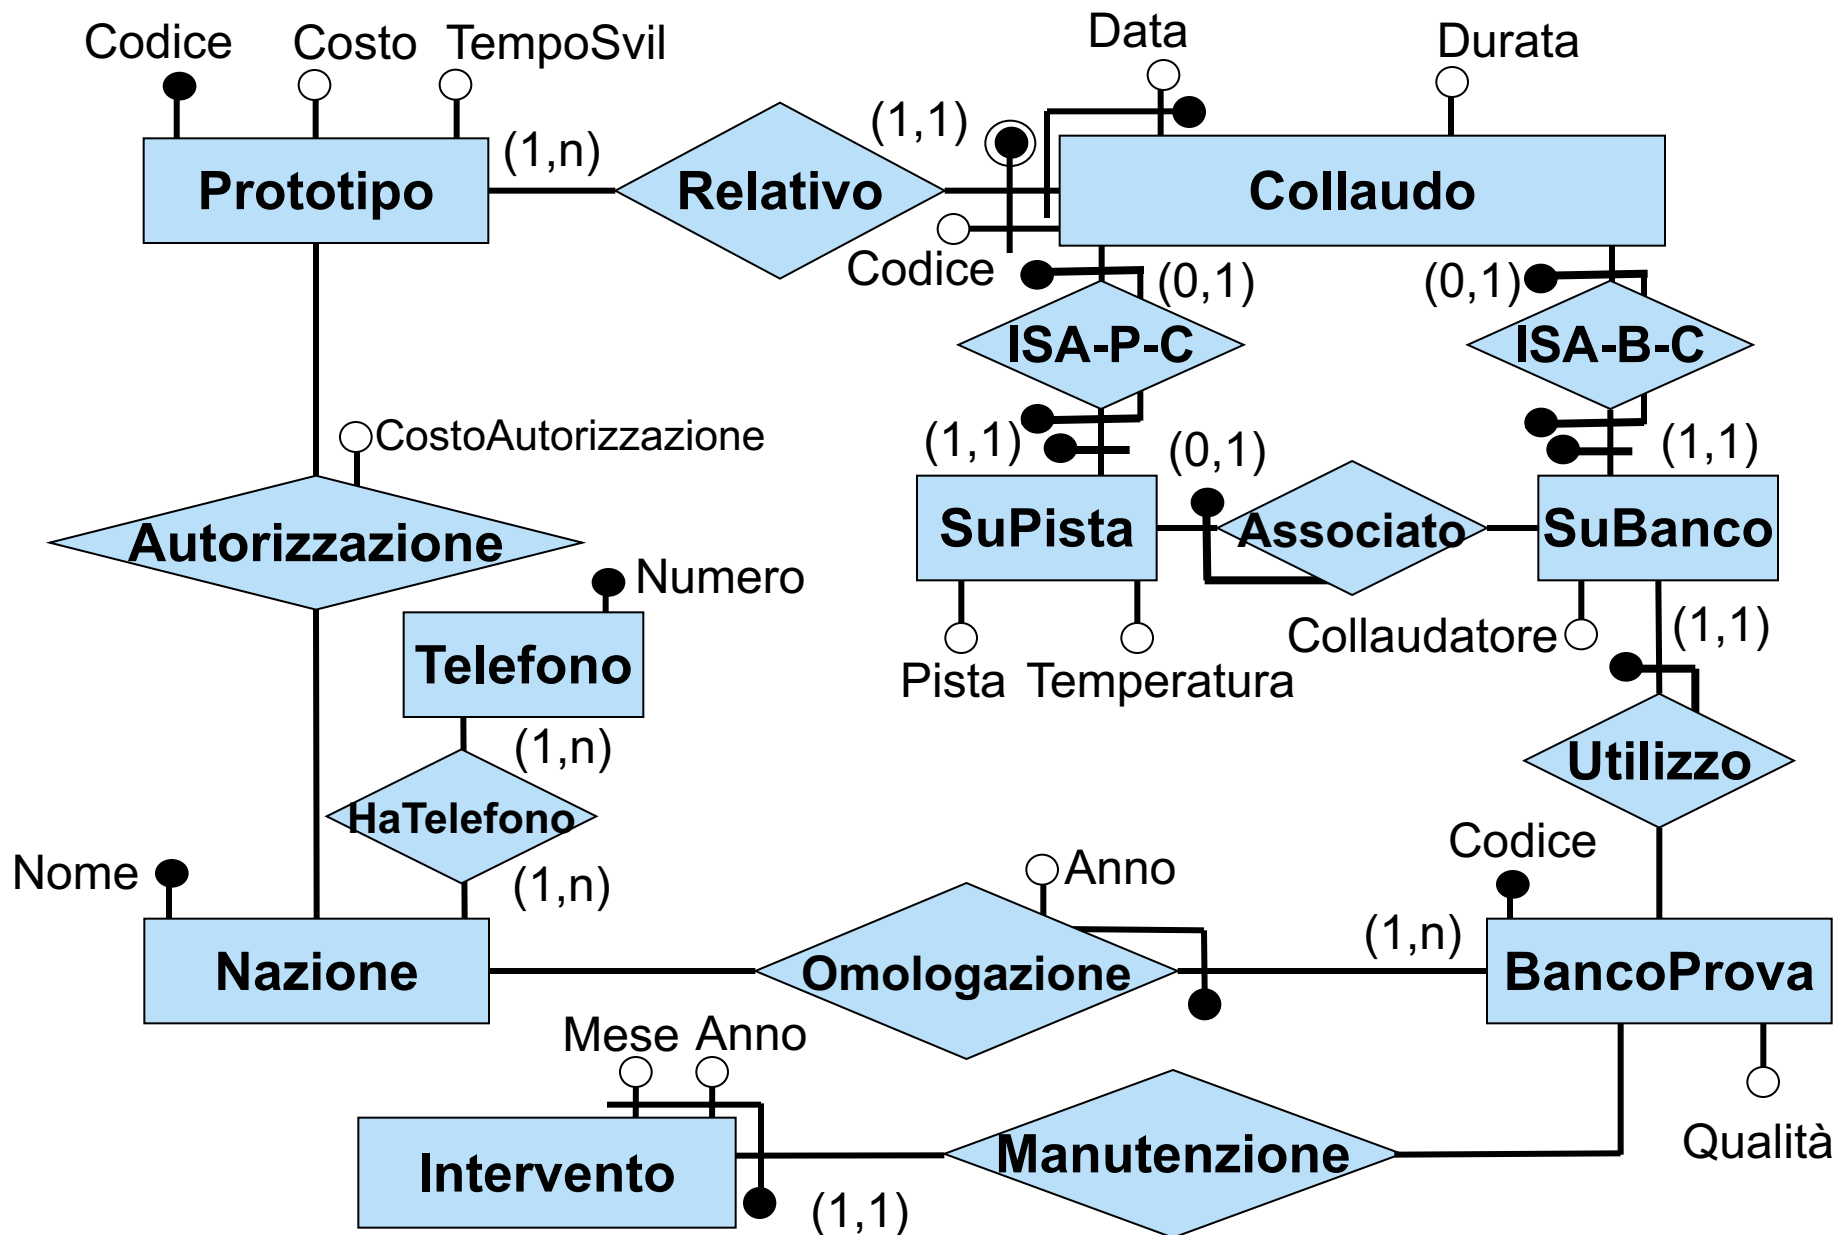 Codice Costo TempoSvil Data Durata
(1,n) (1,1)
Prototipo Relativo Collaudo
Codice (0,1) (0,1)
ISA-P-C ISA-B-C
CostoAutorizzazione
(1,1) (0,1) (1,1)
Autorizzazione SuPista Associato SuBanco
Numero
Collaudatore (1,1)
Telefono Pista Temperatura
(1,n)
Utilizzo
HaTelefono
Codice
Nome (1,n) Anno
(1,n)
Nazione Omologazione BancoProva
Mese Anno
Qualità
Intervento Manutenzione
(1,1)